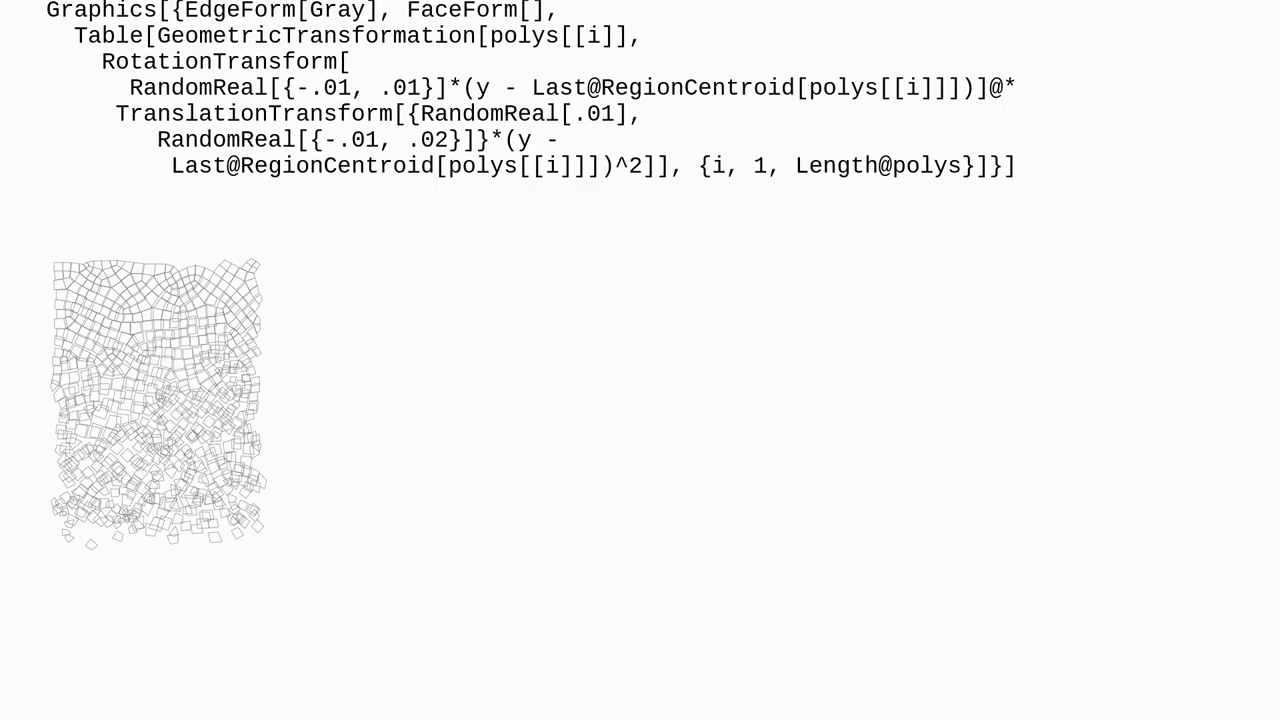 Graphics[{EdgeForm[Gray], FaceForm[],
Table[GeometricTransformation[polys[[i]],
RotationTransform[
RandomReal[{-.01, .01}]*(y - Last@RegionCentroid[polys[[i]]])]@*
TranslationTransform[{RandomReal[.01],
RandomReal[{-.01, .02}]}*(y -
Last@RegionCentroid[polys[[i]]])^2]], {i, 1, Length@polys}]}]